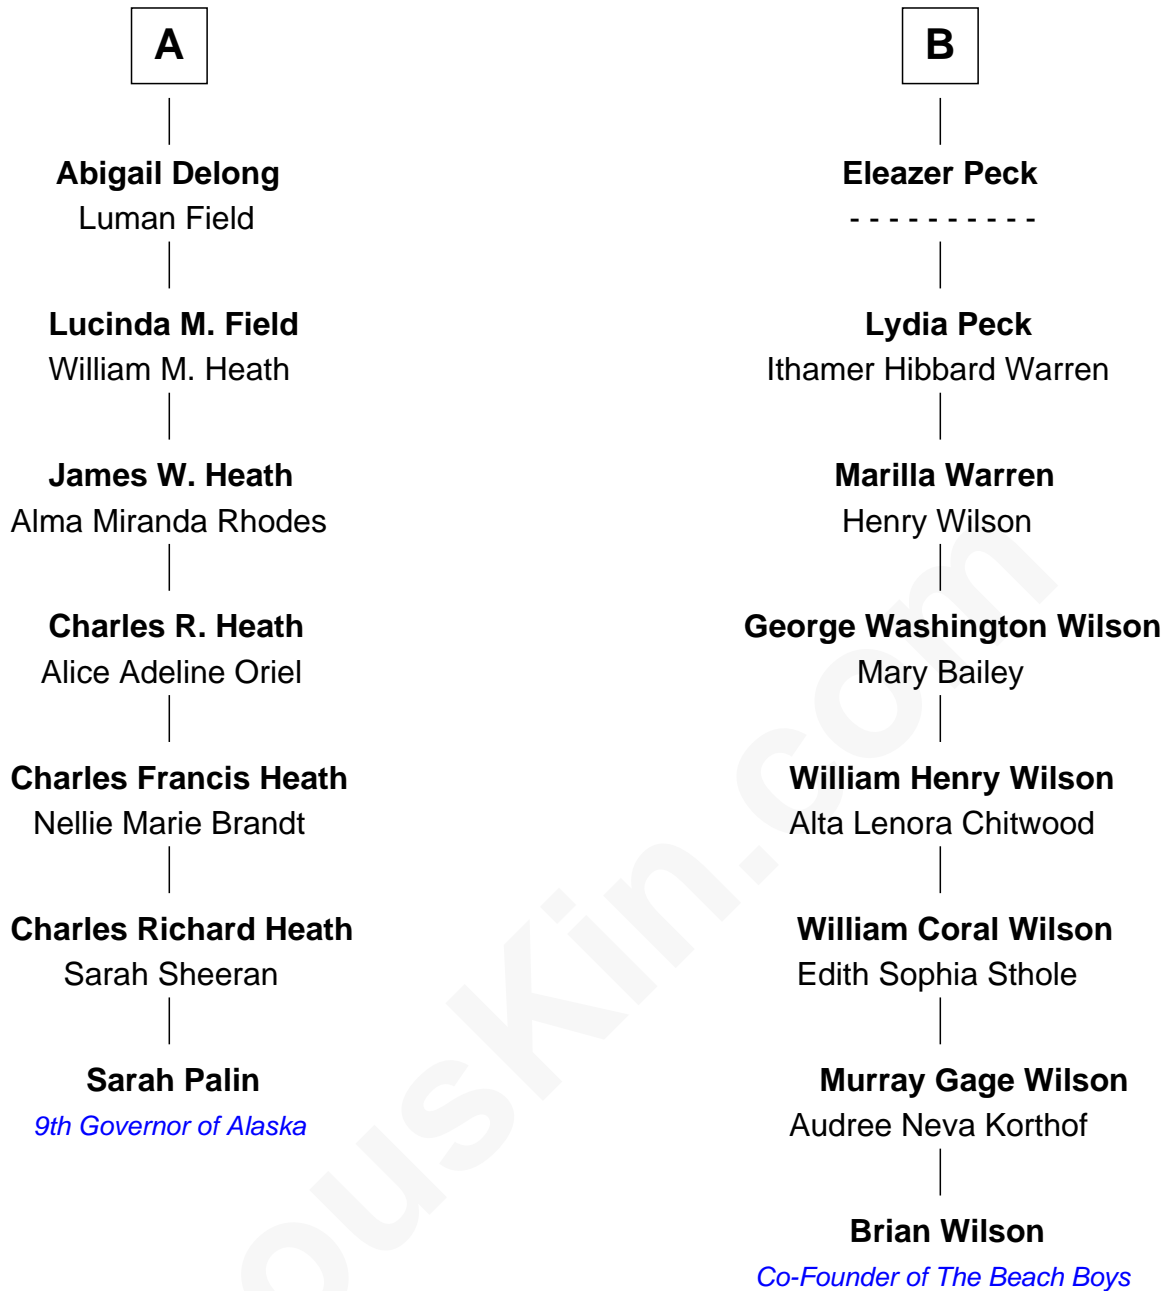 A
Abigail Delong
Luman Field
Lucinda M. Field
William M. Heath
James W. Heath
Alma Miranda Rhodes
Charles R. Heath
Alice Adeline Oriel
Charles Francis Heath
Nellie Marie Brandt
Charles Richard Heath
Sarah Sheeran
Sarah Palin
9th Governor of Alaska
B
Eleazer Peck
- - - - - - - - - -
Lydia Peck
Ithamer Hibbard Warren
Marilla Warren
Henry Wilson
George Washington Wilson
Mary Bailey
William Henry Wilson
Alta Lenora Chitwood
William Coral Wilson
Edith Sophia Sthole
Murray Gage Wilson
Audree Neva Korthof
Brian Wilson
Co-Founder of The Beach Boys
ousKin.com